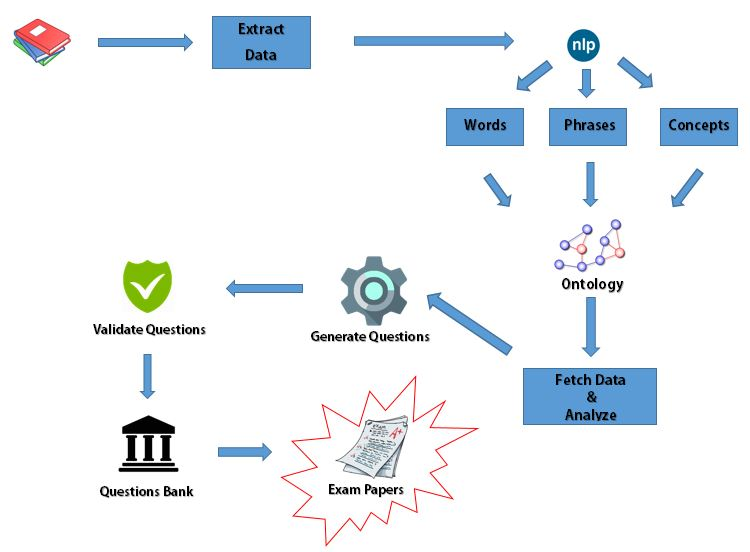 Extract
Data
nlp
Words
Phrases
Concepts
Ontology
Validate Questions
Generate Questions
Fetch Data
&
Analyze
A+
Questions Bank
Exam Papers